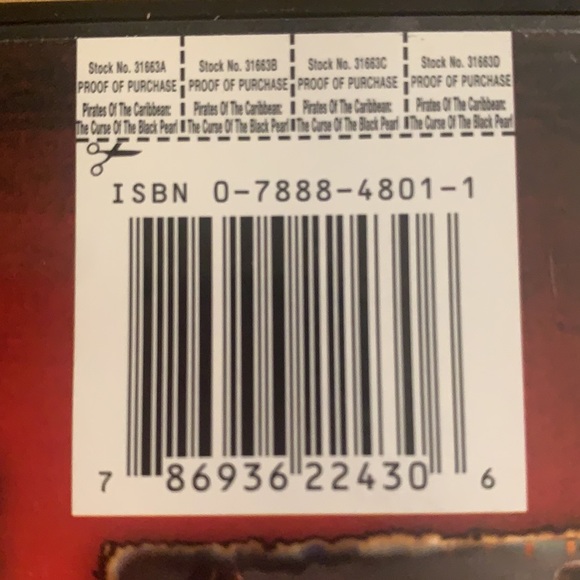 Stock No. 31663A Stock No. 31663B Stock No. 31663C Stock No. 31663D
PROOF OF PURCHASE PROOF OF PURCHASE PROOF OF PURCHASE PROOF OF PURCHASE
Pirates Of The Caribbean: Pirates Of The Caribbean: Pirates Of The Caribbean: Pirates Of The Caribbean:
The Curse Of The Black Pearl The Curse Of The Black Pearl The Curse Of The Black Pearl The Curse Of The Black Pearl
ISBN 0-7888-4801-1
7 86936 22430 6